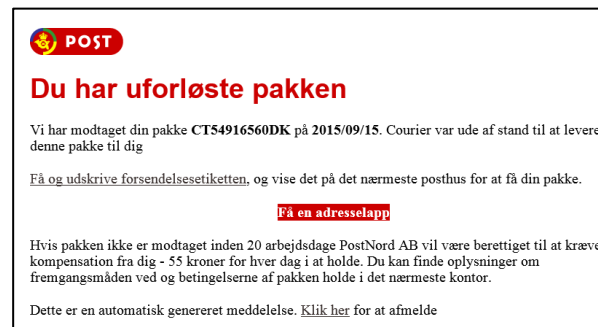 POST
Du har uforløste pakken
Vi har modtaget din pakke CT54916560DK på 2015/09/15. Courier var ude af stand til at levere
denne pakke til dig
Få og udskrive forsendelsesetiketten, og vise det på det nærmeste posthus for at få din pakke.
Få en adresselapp
Hvis pakken ikke er modtaget inden 20 arbejdsdage PostNord AB vil være berettiget til at kræve
kompensation fra dig - 55 kroner for hver dag i at holde. Du kan finde oplysninger om
fremgangsmåden ved og betingelserne af pakken holde i det nærmeste kontor.
Dette er en automatisk genereret meddelelse. Klik her for at afmelde